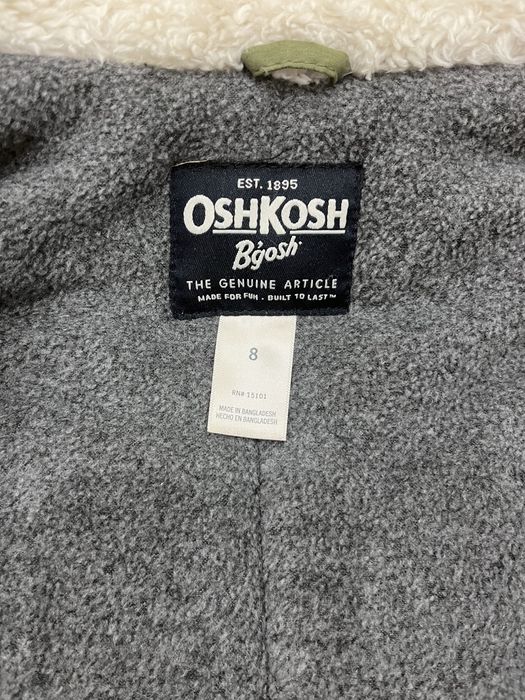 EST. 1895
OSHKOSH
B'gosh
THE GENUINE ARTICLE
MADE FOR FUN . BUILT TO LAST™
8
RN# 15101
MADE IN BANGLADESH
HECHO EN BANGLADESH